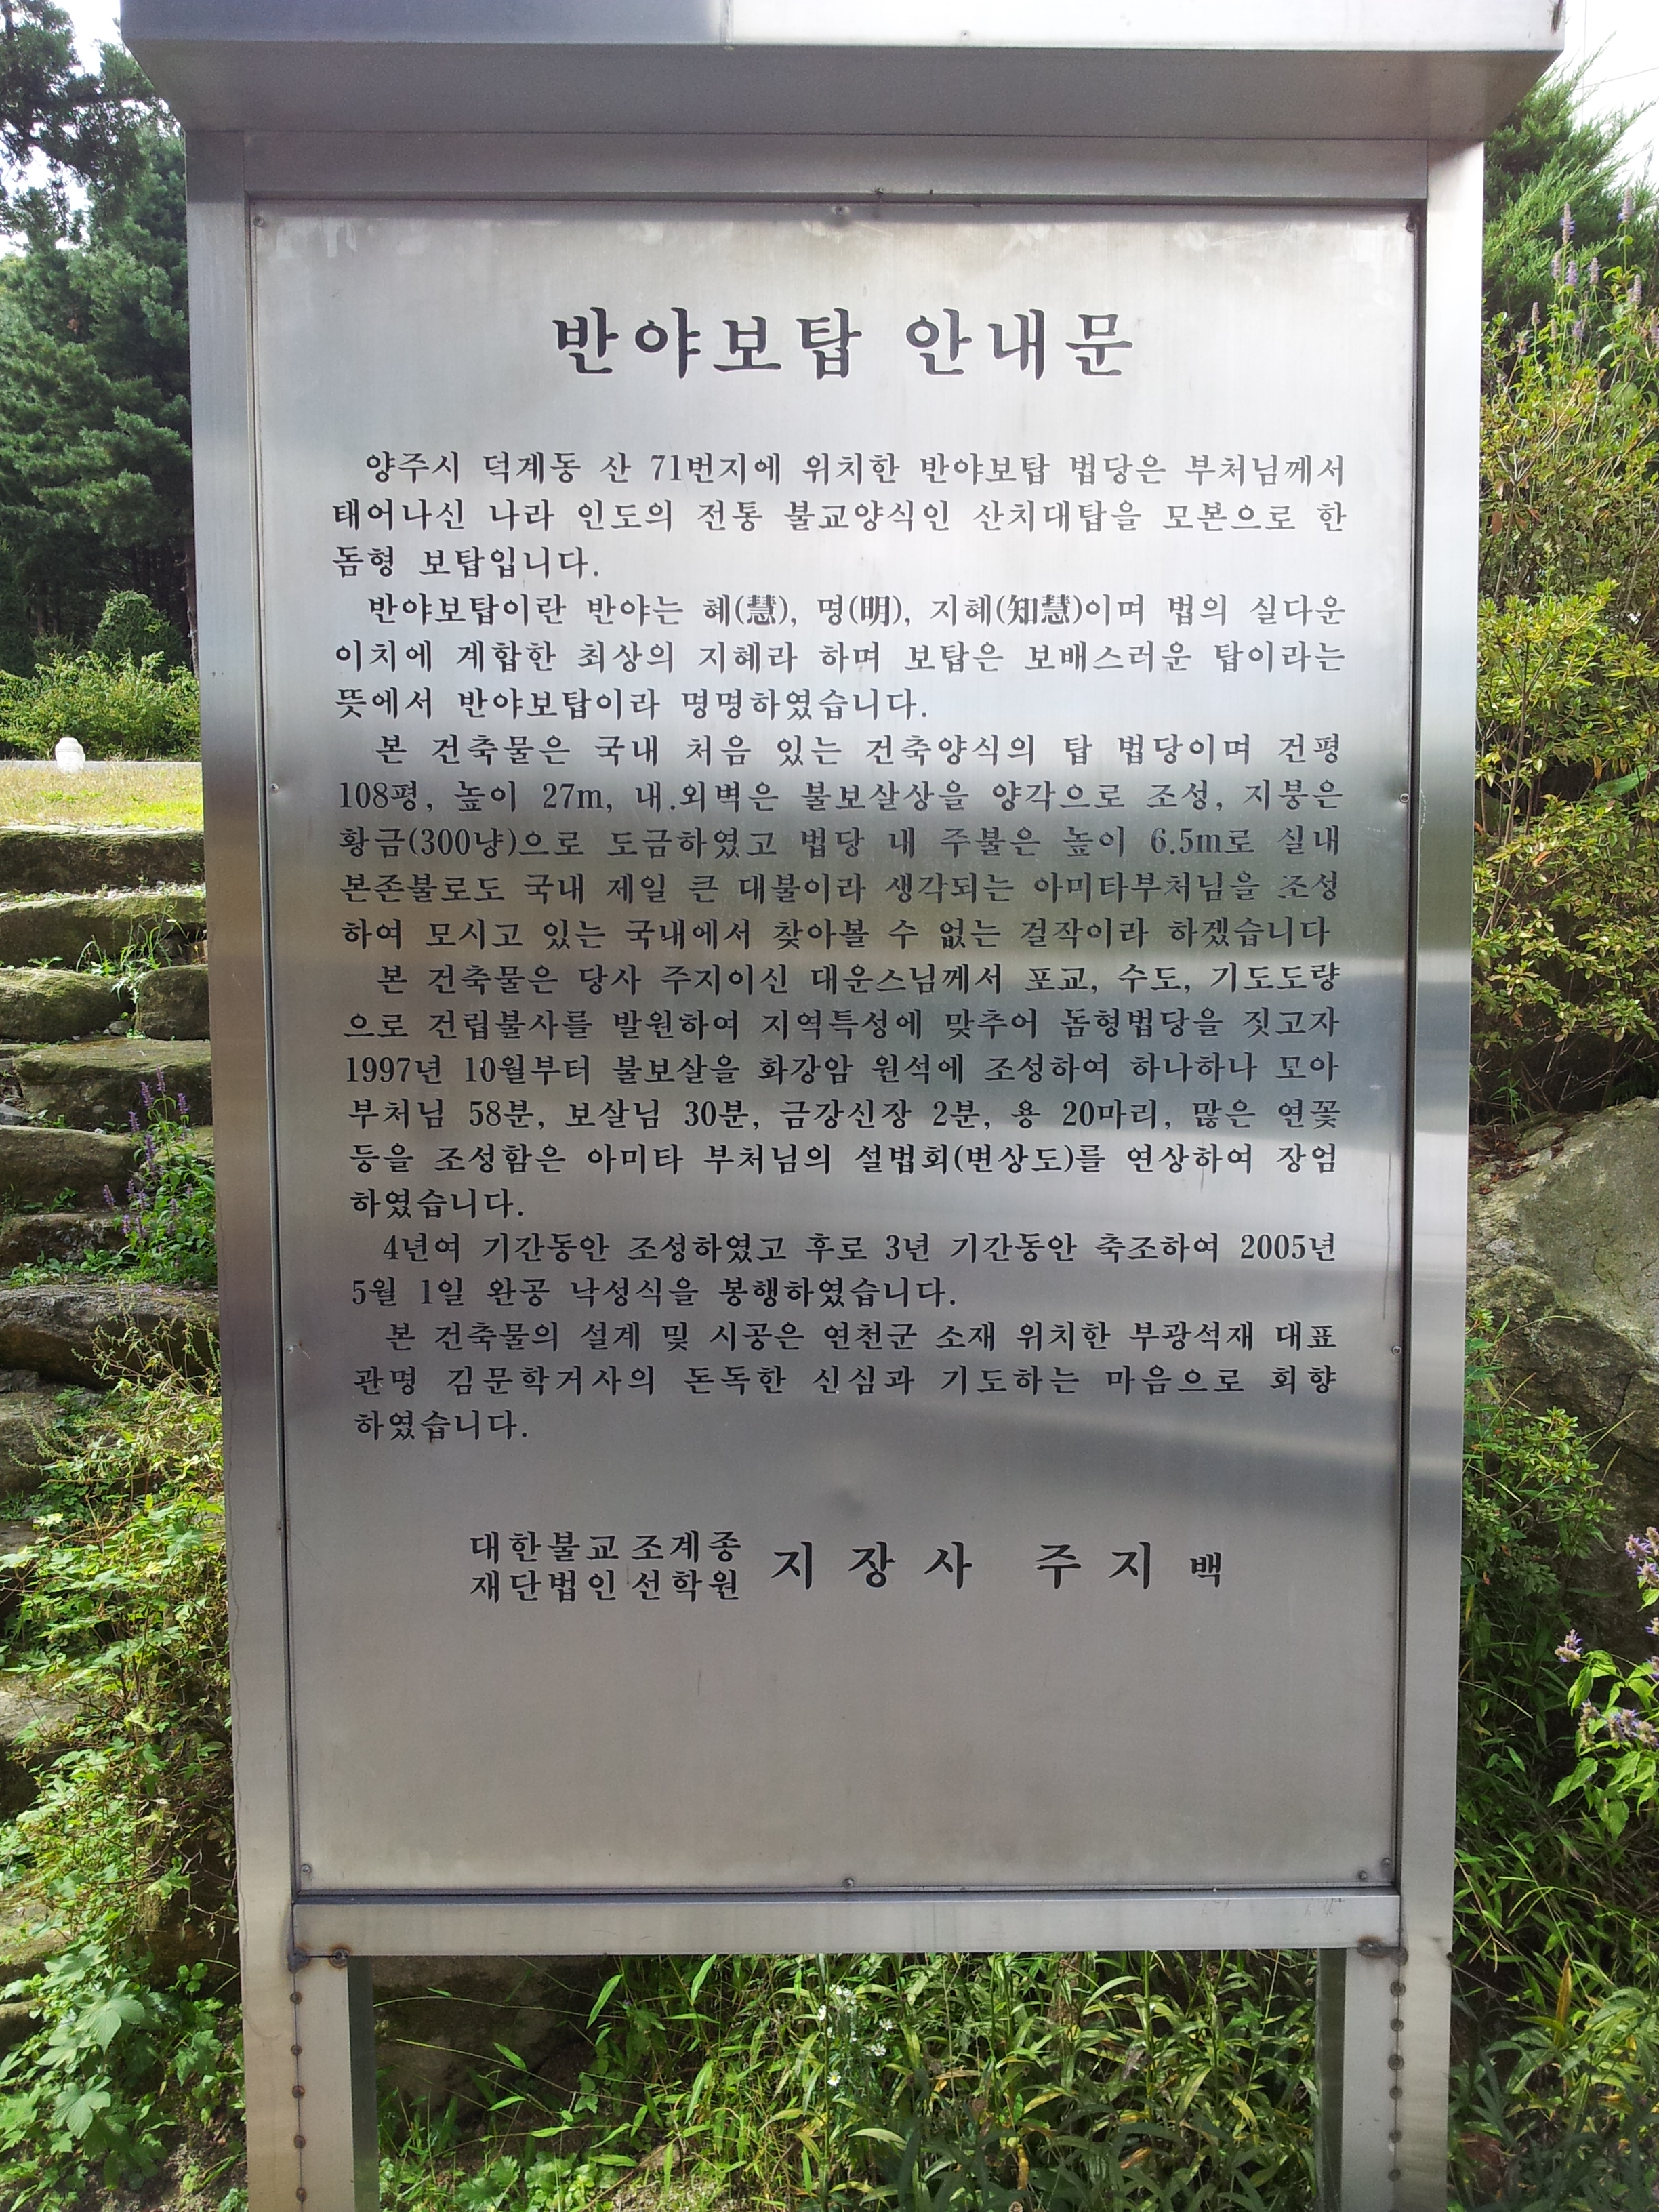 반야보탑 안내문
양주시 덕계동 산 71번지에 위치한 반야보탑 법당은 부처님께서
태어나신 나라 인도의 전통 불교양식인 산치대탑을 모본으로 한
돔형 보탑입니다.
반야보탑이란 반야는 혜(慧), 명(明), 지혜(知慧)이며 법의 실다운
이치에 계합한 최상의 지혜라 하며 보탑은 보배스러운 탑이라는
뜻에서 반야보탑이라 명명하였습니다.
본 건축물은 국내 처음 있는 건축양식의 탑 법당이며 건평
108평, 높이 27m, 내.외벽은 불보살상을 양각으로 조성, 지붕은
황금(300냥)으로 도금하였고 법당 내 주불은 높이 6.5m로 실내
본존불로도 국내 제일 큰 대불이라 생각되는 아미타부처님을 조성
하여 모시고 있는 국내에서 찾아볼 수 없는 걸작이라 하겠습니다
본 건축물은 당사 주지이신 대운스님께서 포교, 수도, 기도도량
으로 건립불사를 발원하여 지역특성에 맞추어 돔형법당을 짓고자
1997년 10월부터 불보살을 화강암 원석에 조성하여 하나하나 모아
부처님 58분, 보살님 30분, 금강신장 2분, 용 20마리, 많은 연꽃
등을 조성함은 아미타 부처님의 설법회(변상도)를 연상하여 장엄
하였습니다.
4년여 기간동안 조성하였고 후로 3년 기간동안 축조하여 2005년
5월 1일 완공 낙성식을 봉행하였습니다.
본 건축물의 설계 및 시공은 연천군 소재 위치한 부광석재 대표
관명 김문학거사의 돈독한 신심과 기도하는 마음으로 회향
하였습니다.
대한불교 조계종
재단법인 선학원
지장사 주지 백